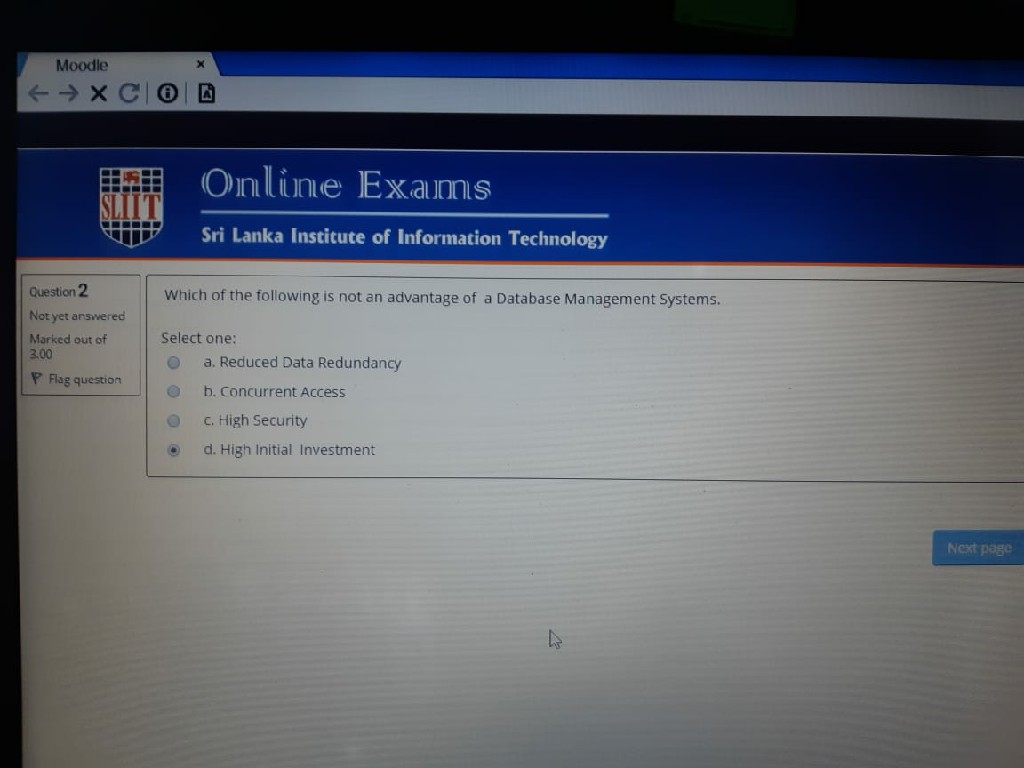 Moodle
Online Exams
SLIIT
Sri Lanka Institute of Information Technology
Question 2
Not yet answered
Marked out of
3.00
Flag question
Which of the following is not an advantage of a Database Management Systems.
Select one:
a. Reduced Data Redundancy
b. Concurrent Access
c. High Security
d. High Initial Investment
Next page